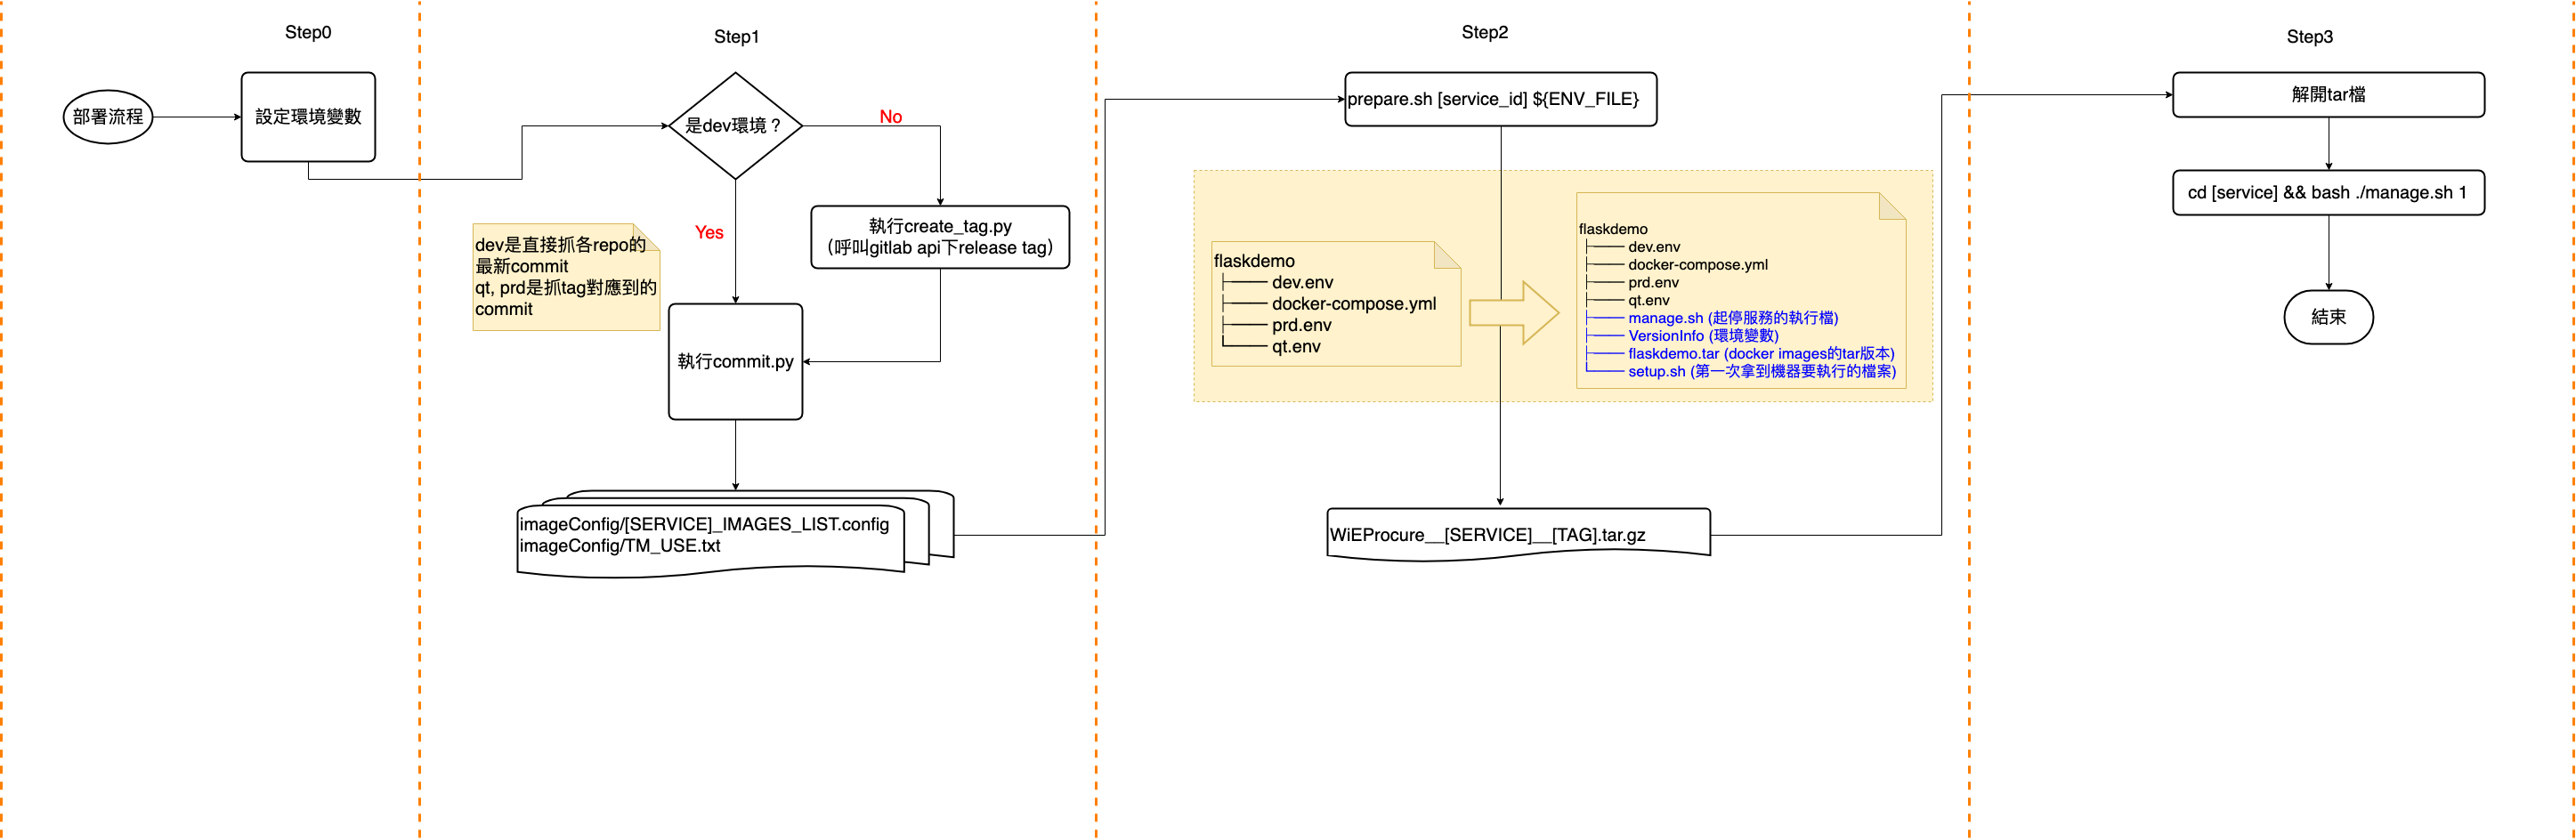 Step0
部署流程
設定環境變數
Step1
是dev環境？
No
Yes
執行create_tag.py
（呼叫gitlab api下release tag）
dev是直接抓各repo的
最新commit
qt, prd是抓tag對應到的
commit
執行commit.py
imageConfig/[SERVICE]_IMAGES_LIST.config
imageConfig/TM_USE.txt
Step2
prepare.sh [service_id] ${ENV_FILE}
flaskdemo
├── dev.env
├── docker-compose.yml
├── prd.env
└── qt.env
flaskdemo
├── dev.env
├── docker-compose.yml
├── prd.env
├── qt.env
├── manage.sh (起停服務的執行檔)
├── VersionInfo (環境變數)
├── flaskdemo.tar (docker images的tar版本)
└── setup.sh (第一次拿到機器要執行的檔案)
WiEProcure__[SERVICE]__[TAG].tar.gz
Step3
解開tar檔
cd [service] && bash ./manage.sh 1
結束